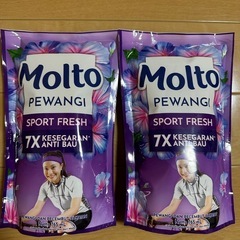 Molto
PEWANGI
SPORT FRESH
7X KESEGARAN*
ANTI BAU
Molto
PEWANGI
SPORT FRESH
7X KESEGARAN*
ANTI BAU